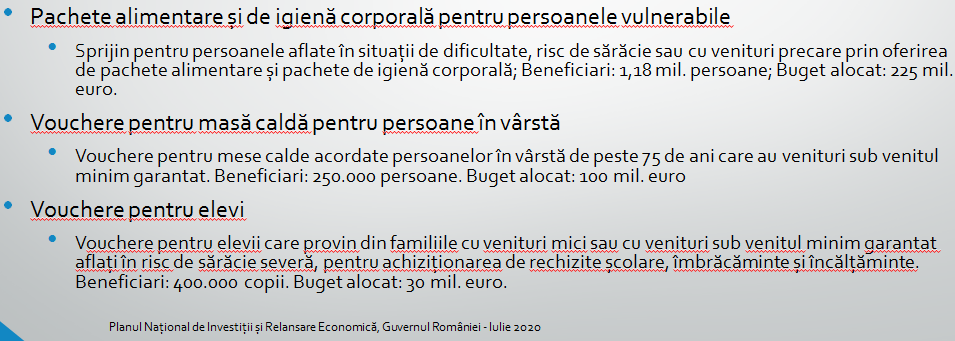 Pachete alimentare și de igienă corporală pentru persoanele vulnerabile
Sprijin pentru persoanele aflate în situații de dificultate, risc de sărăcie sau cu venituri precare prin oferirea
de pachete alimentare și pachete de igienă corporală; Beneficiari: 1,18 mil. persoane; Buget alocat: 225 mil.
euro.
Vouchere pentru masă caldă pentru persoane în vârstă
Vouchere pentru mese calde acordate persoanelor în vârstă de peste 75 de ani care au venituri sub venitul
minim garantat. Beneficiari: 250.000 persoane. Buget alocat: 100 mil. euro
Vouchere pentru elevi
Vouchere pentru elevii care provin din familiile cu venituri mici sau cu venituri sub venitul minim garantat
aflați în risc de sărăcie severă, pentru achiziționarea de rechizite școlare, îmbrăcăminte și încălțăminte.
Beneficiari: 400.000 copii. Buget alocat: 30 mil. euro.
Planul Național de Investiții și Relansare Economică, Guvernul României - Iulie 2020